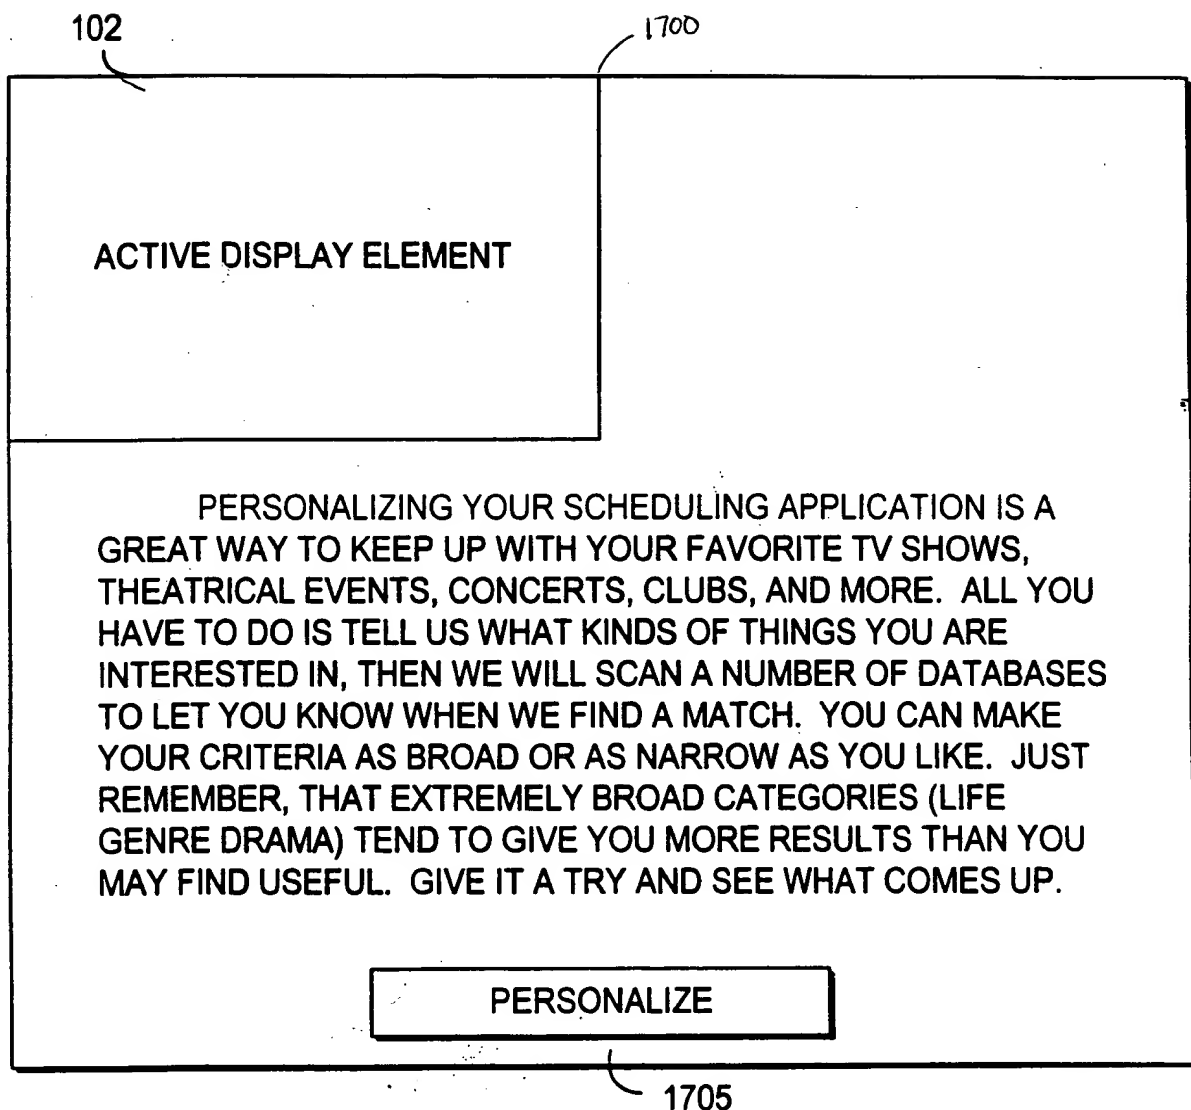 102
1700
ACTIVE DISPLAY ELEMENT
PERSONALIZING YOUR SCHEDULING APPLICATION IS A
GREAT WAY TO KEEP UP WITH YOUR FAVORITE TV SHOWS,
THEATRICAL EVENTS, CONCERTS, CLUBS, AND MORE. ALL YOU
HAVE TO DO IS TELL US WHAT KINDS OF THINGS YOU ARE
INTERESTED IN, THEN WE WILL SCAN A NUMBER OF DATABASES
TO LET YOU KNOW WHEN WE FIND A MATCH. YOU CAN MAKE
YOUR CRITERIA AS BROAD OR AS NARROW AS YOU LIKE. JUST
REMEMBER, THAT EXTREMELY BROAD CATEGORIES (LIFE
GENRE DRAMA) TEND TO GIVE YOU MORE RESULTS THAN YOU
MAY FIND USEFUL. GIVE IT A TRY AND SEE WHAT COMES UP.
PERSONALIZE
1705